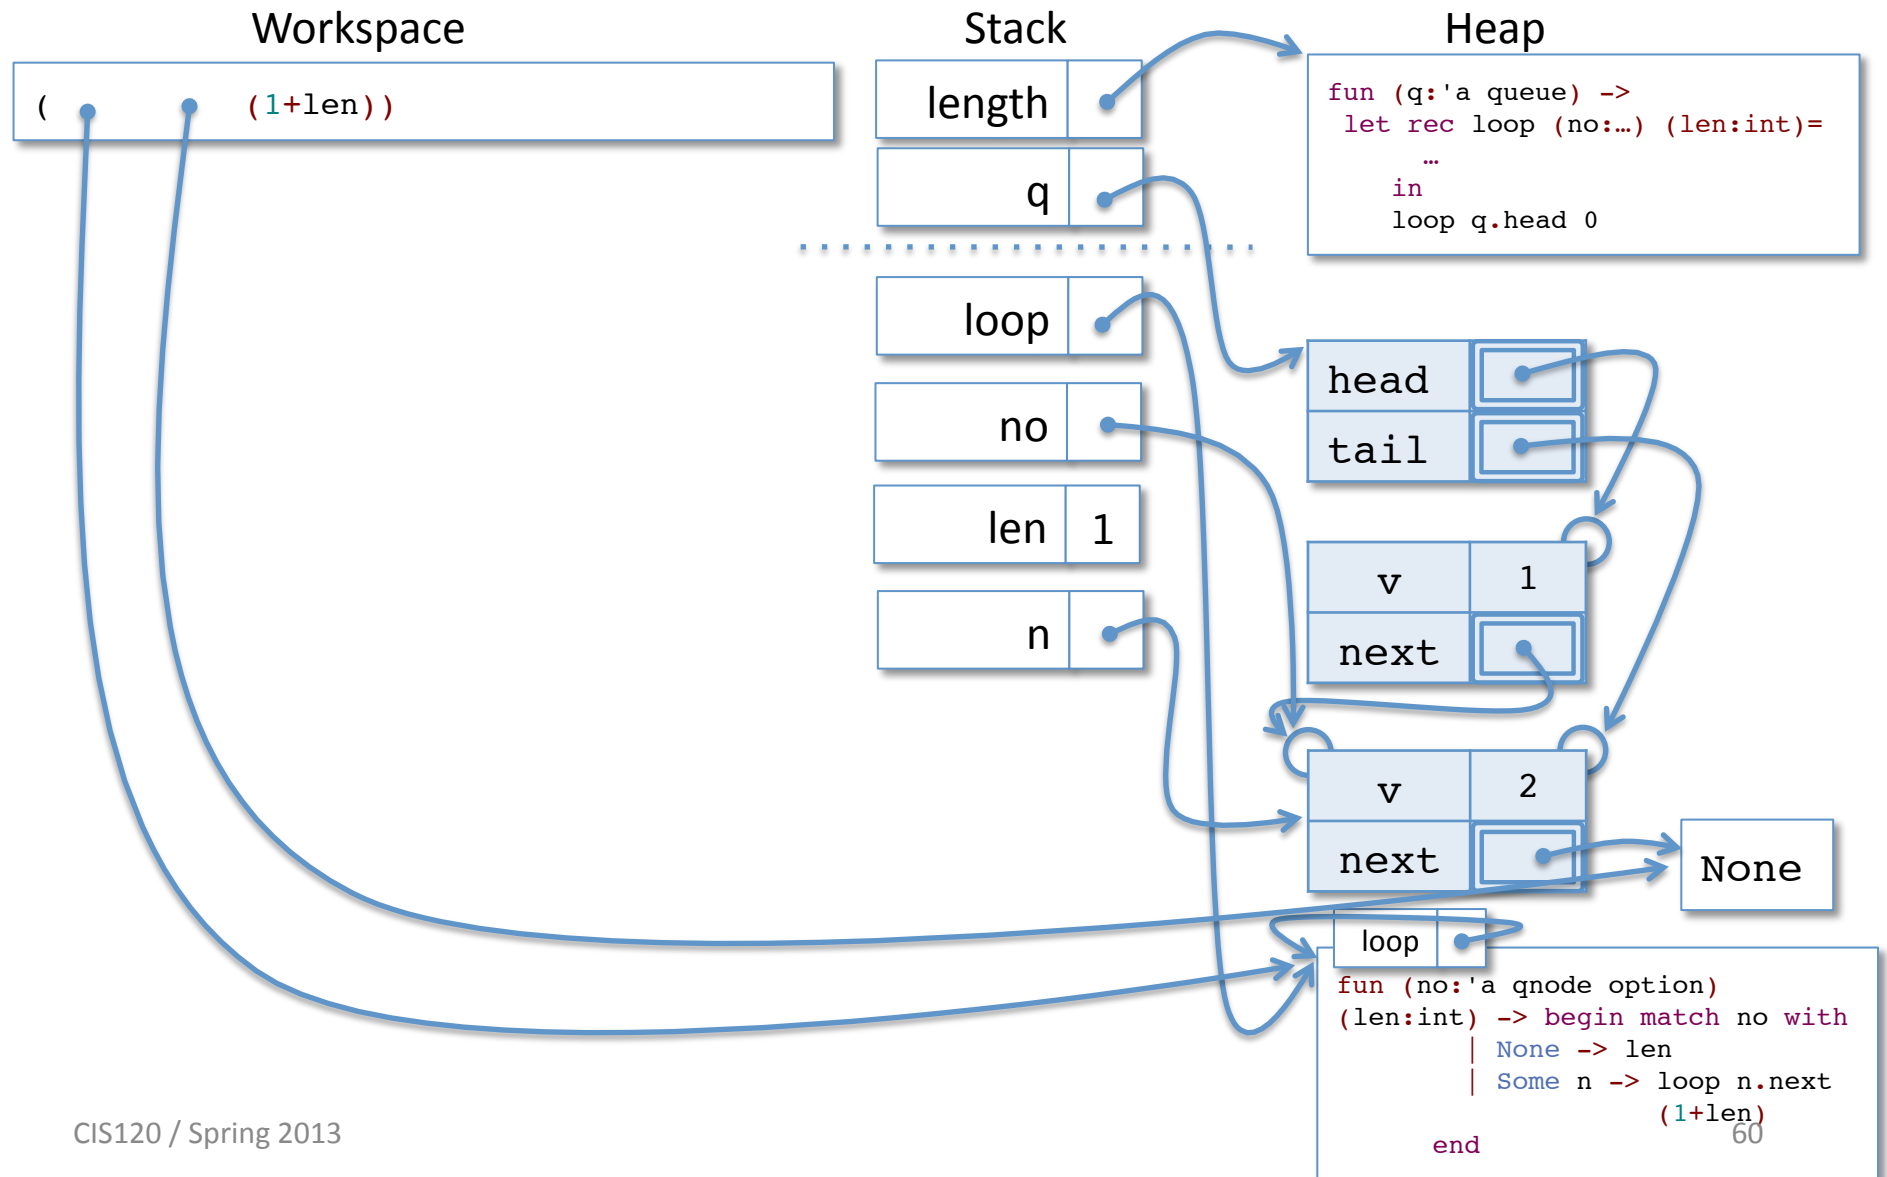 Workspace
Stack
Heap
( (1+len))
length
q
loop
no
len 1
n
fun (q:'a queue) ->
let rec loop (no:…) (len:int)=
…
in
loop q.head 0
head
tail
v 1
next
v 2
next
None
loop
fun (no:'a qnode option)
(len:int) -> begin match no with
| None -> len
| Some n -> loop n.next
(1+len)
end
CIS120 / Spring 2013
60